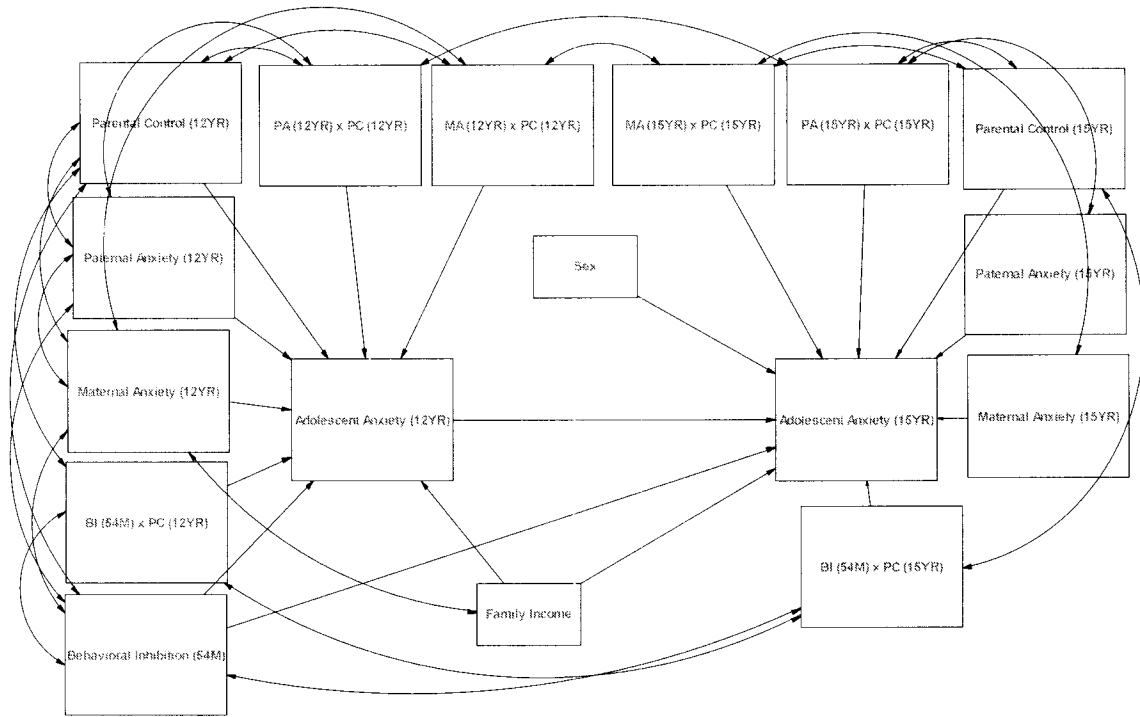 Parental Control (12YR)
PA (12YR) x PC (12YR)
MA (12YR) x PC (12YR)
MA (15YR) x PC (15YR)
PA (15YR) x PC (15YR)
Parental Control (15YR)
Paternal Anxiety (12YR)
Sex
Paternal Anxiety (15YR)
Maternal Anxiety (12YR)
Adolescent Anxiety (12YR)
Adolescent Anxiety (15YR)
Maternal Anxiety (15YR)
BI (54M) x PC (12YR)
BI (54M) x PC (15YR)
Family Income
Behavioral Inhibition (54M)